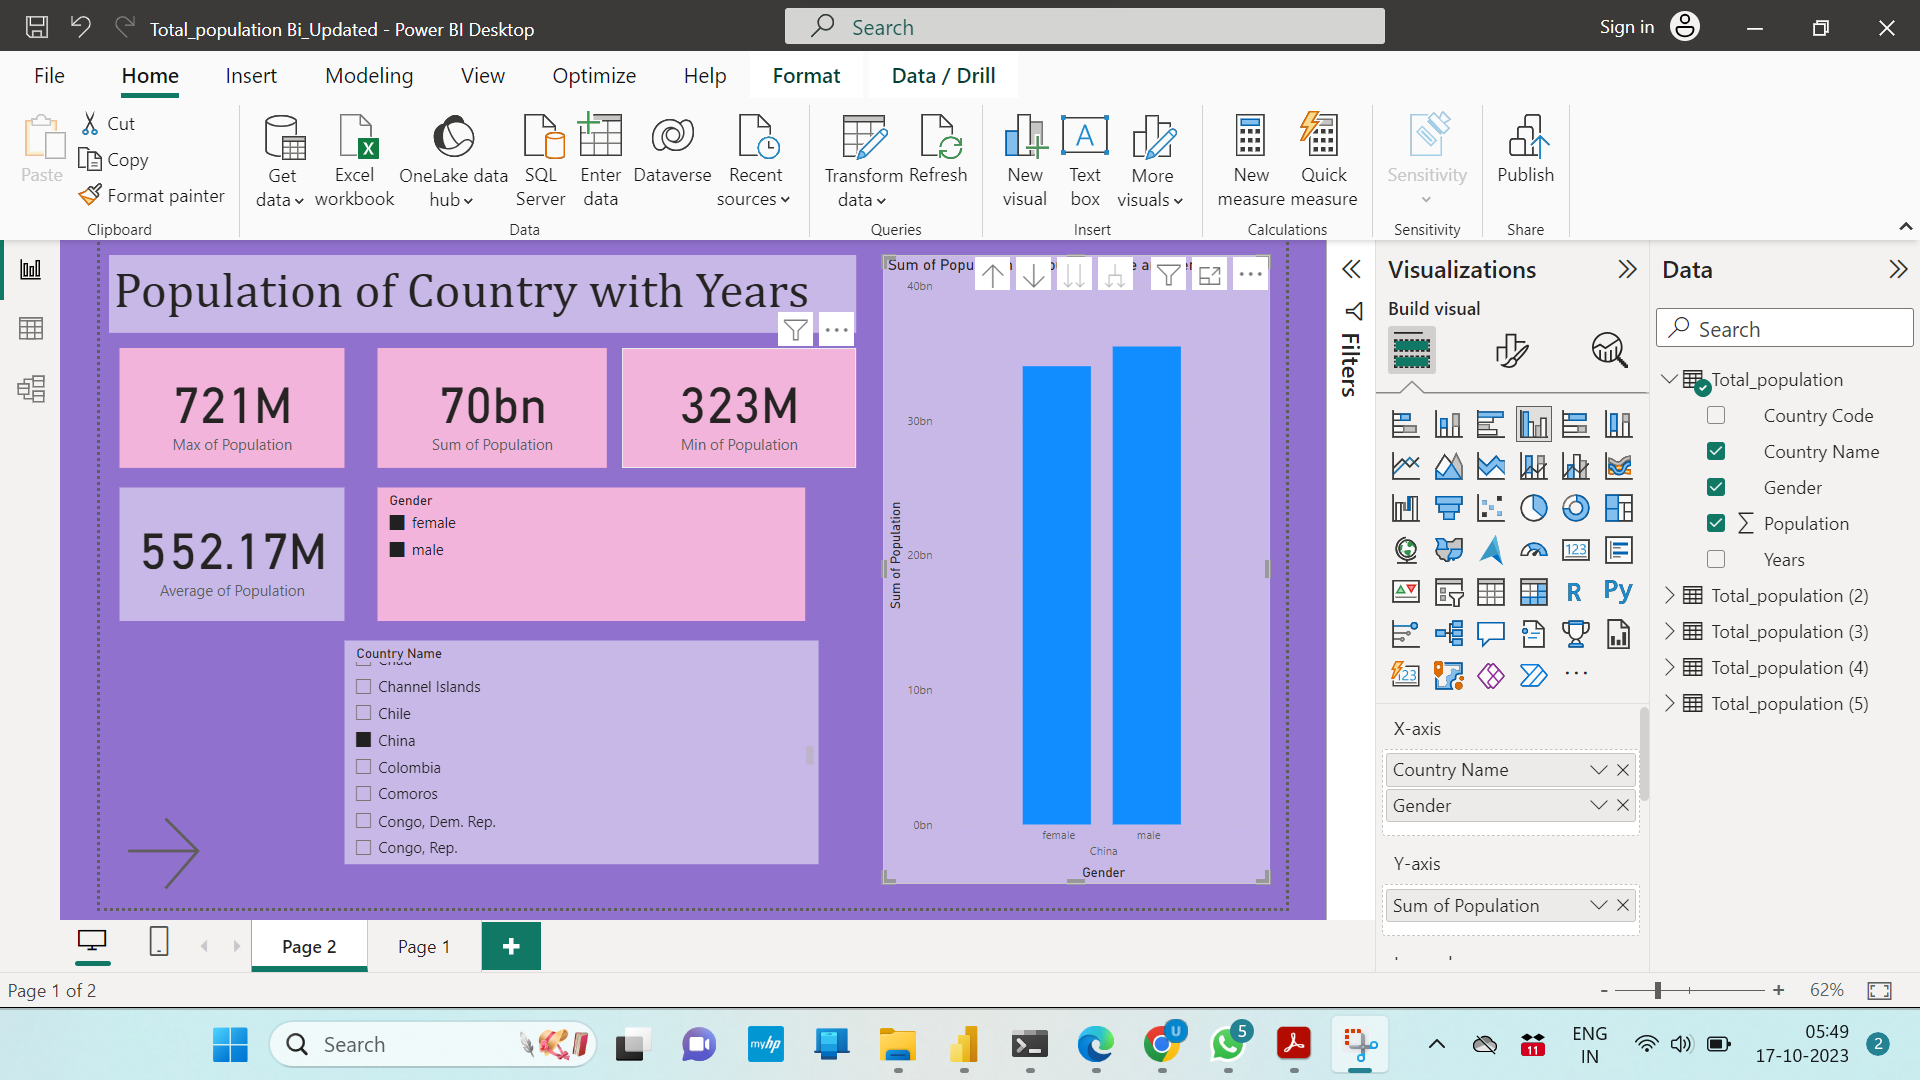 Total_population Bi_Updated - Power BI Desktop
Search
Sign in
File
Home
Insert
Modeling
View
Optimize
Help
Format
Data / Drill
Paste
Cut
Copy
Format painter
Clipboard
Get
data
Excel
workbook
OneLake data
hub
SQL
Server
Enter
data
Dataverse
Recent
sources
Data
Transform
data
Refresh
Queries
New
visual
Text
box
More
visuals
Insert
New
measure
Quick
measure
Calculations
Sensitivity
Sensitivity
Publish
Share
Population of Country with Years
721M
Max of Population
70bn
Sum of Population
323M
Min of Population
552.17M
Average of Population
Gender
female
male
Country Name
Channel Islands
Chile
China
Colombia
Comoros
Congo, Dem. Rep.
Congo, Rep.
Sum of Popu
40bn
30bn
20bn
10bn
0bn
Sum of Population
female
male
China
Gender
Filters
Visualizations
Build visual
123
R
Py
123
X-axis
Country Name
Gender
Y-axis
Sum of Population
Data
Search
Total_population
Country Code
Country Name
Gender
Population
Years
Total_population (2)
Total_population (3)
Total_population (4)
Total_population (5)
Page 2
Page 1
Page 1 of 2
62%
Search
myhp
U
5
11
ENG
IN
05:49
17-10-2023
2